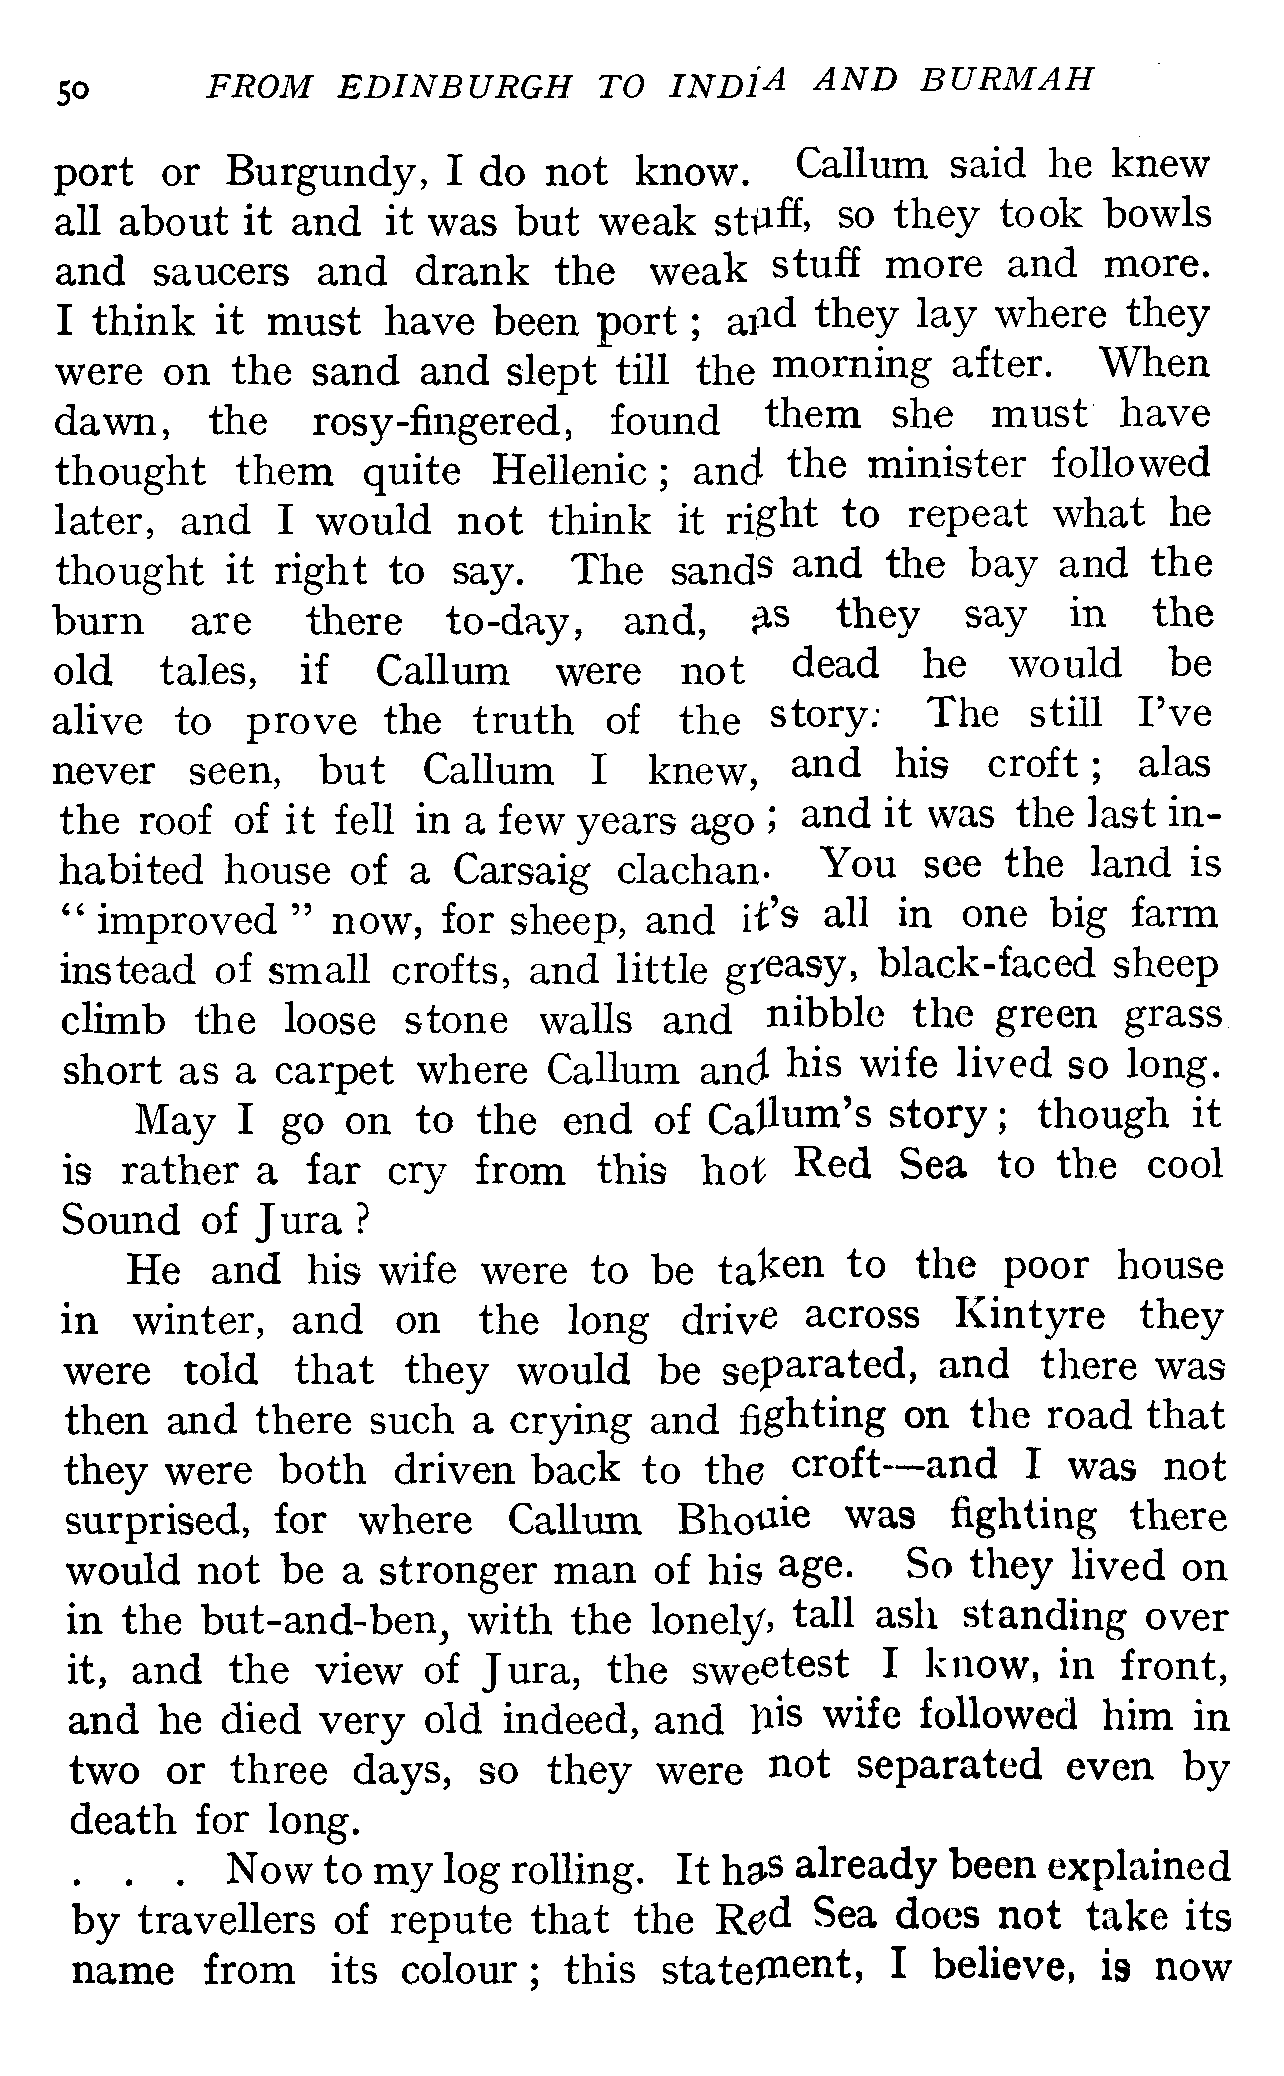 50 FROM EDINBURGH TO INDIA AND BURMAH
port or Burgundy, I do not know. Callum said he knew
all about it and it was but weak stuff, so they took bowls
and saucers and drank the weak stuff more and more.
I think it must have been port ; and they lay where they
were on the sand and slept till the morning after. When
dawn, the rosy-fingered, found them she must have
thought them quite Hellenic ; and the minister followed
later, and I would not think it right to repeat what he
thought it right to say. The sands and the bay and the
burn are there to-day, and, as they say in the
old tales, if Callum were not dead he would be
alive to prove the truth of the story: The still I've
never seen, but Callum I knew, and his croft ; alas
the roof of it fell in a few years ago ; and it was the last in-
habited house of a Carsaig clachan. You see the land is
“ improved ” now, for sheep, and it's all in one big farm
instead of small crofts, and little greasy, black-faced sheep
climb the loose stone walls and nibble the green grass
short as a carpet where Callum and his wife lived so long.
May I go on to the end of Callum's story ; though it
is rather a far cry from this hot Red Sea to the cool
Sound of Jura ?
He and his wife were to be taken to the poor house
in winter, and on the long drive across Kintyre they
were told that they would be separated, and there was
then and there such a crying and fighting on the road that
they were both driven back to the croft—and I was not
surprised, for where Callum Bhouie was fighting there
would not be a stronger man of his age. So they lived on
in the but-and-ben, with the lonely, tall ash standing over
it, and the view of Jura, the sweetest I know, in front,
and he died very old indeed, and his wife followed him in
two or three days, so they were not separated even by
death for long.
. . . Now to my log rolling. It has already been explained
by travellers of repute that the Red Sea does not take its
name from its colour ; this statement, I believe, is now